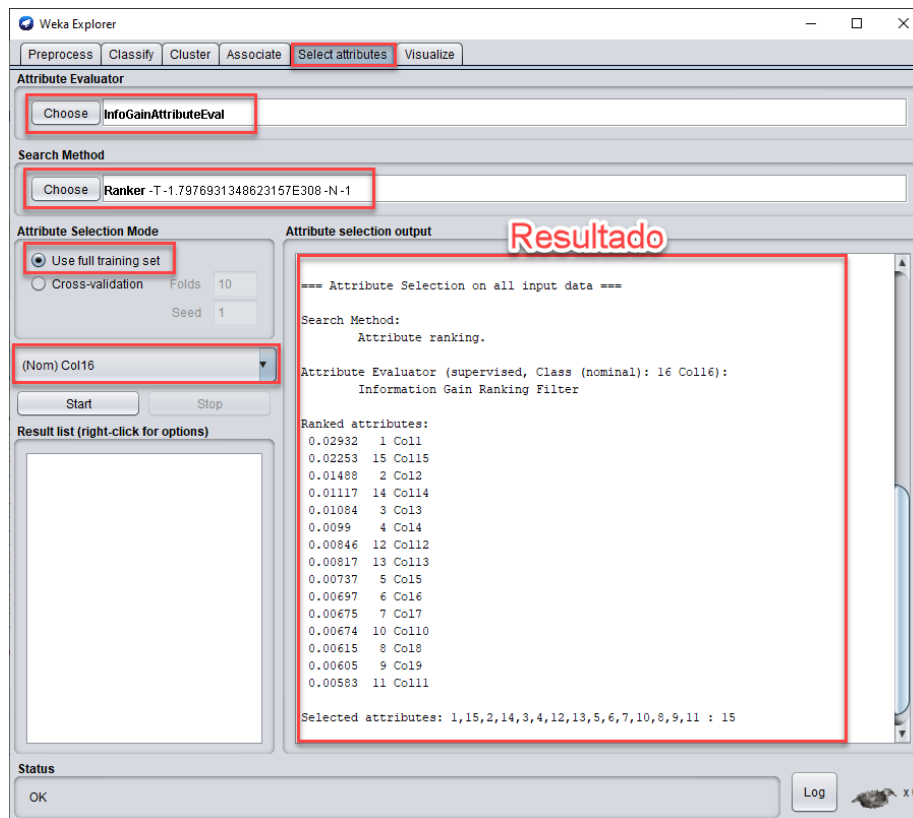 Weka Explorer
Preprocess Classify Cluster Associate Select attributes Visualize
Attribute Evaluator
Choose InfoGainAttributeEval
Search Method
Choose Ranker -T -1.7976931348623157E308 -N -1
Attribute Selection Mode
Use full training set
Cross-validation Folds 10
Seed 1
(Nom) Col16
Start Stop
Result list (right-click for options)
Attribute selection output
Resultado
=== Attribute Selection on all input data ===
Search Method:
Attribute ranking.
Attribute Evaluator (supervised, Class (nominal): 16 Col16):
Information Gain Ranking Filter
Ranked attributes:
0.02932 1 Col1
0.02253 15 Col15
0.01488 2 Col2
0.01117 14 Col14
0.01084 3 Col3
0.0099 4 Col4
0.00846 12 Col12
0.00817 13 Col13
0.00737 5 Col5
0.00697 6 Col6
0.00675 7 Col7
0.00674 10 Col10
0.00615 8 Col8
0.00605 9 Col9
0.00583 11 Col11
Selected attributes: 1,15,2,14,3,4,12,13,5,6,7,10,8,9,11 : 15
Status
OK
Log
x